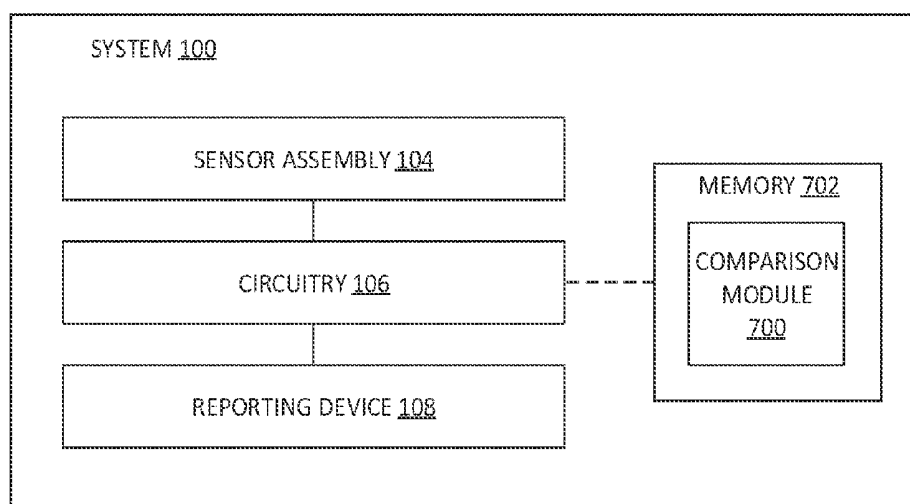 SYSTEM 100
SENSOR ASSEMBLY 104
MEMORY 702
CIRCUITRY 106
COMPARISON
MODULE
700
REPORTING DEVICE 108